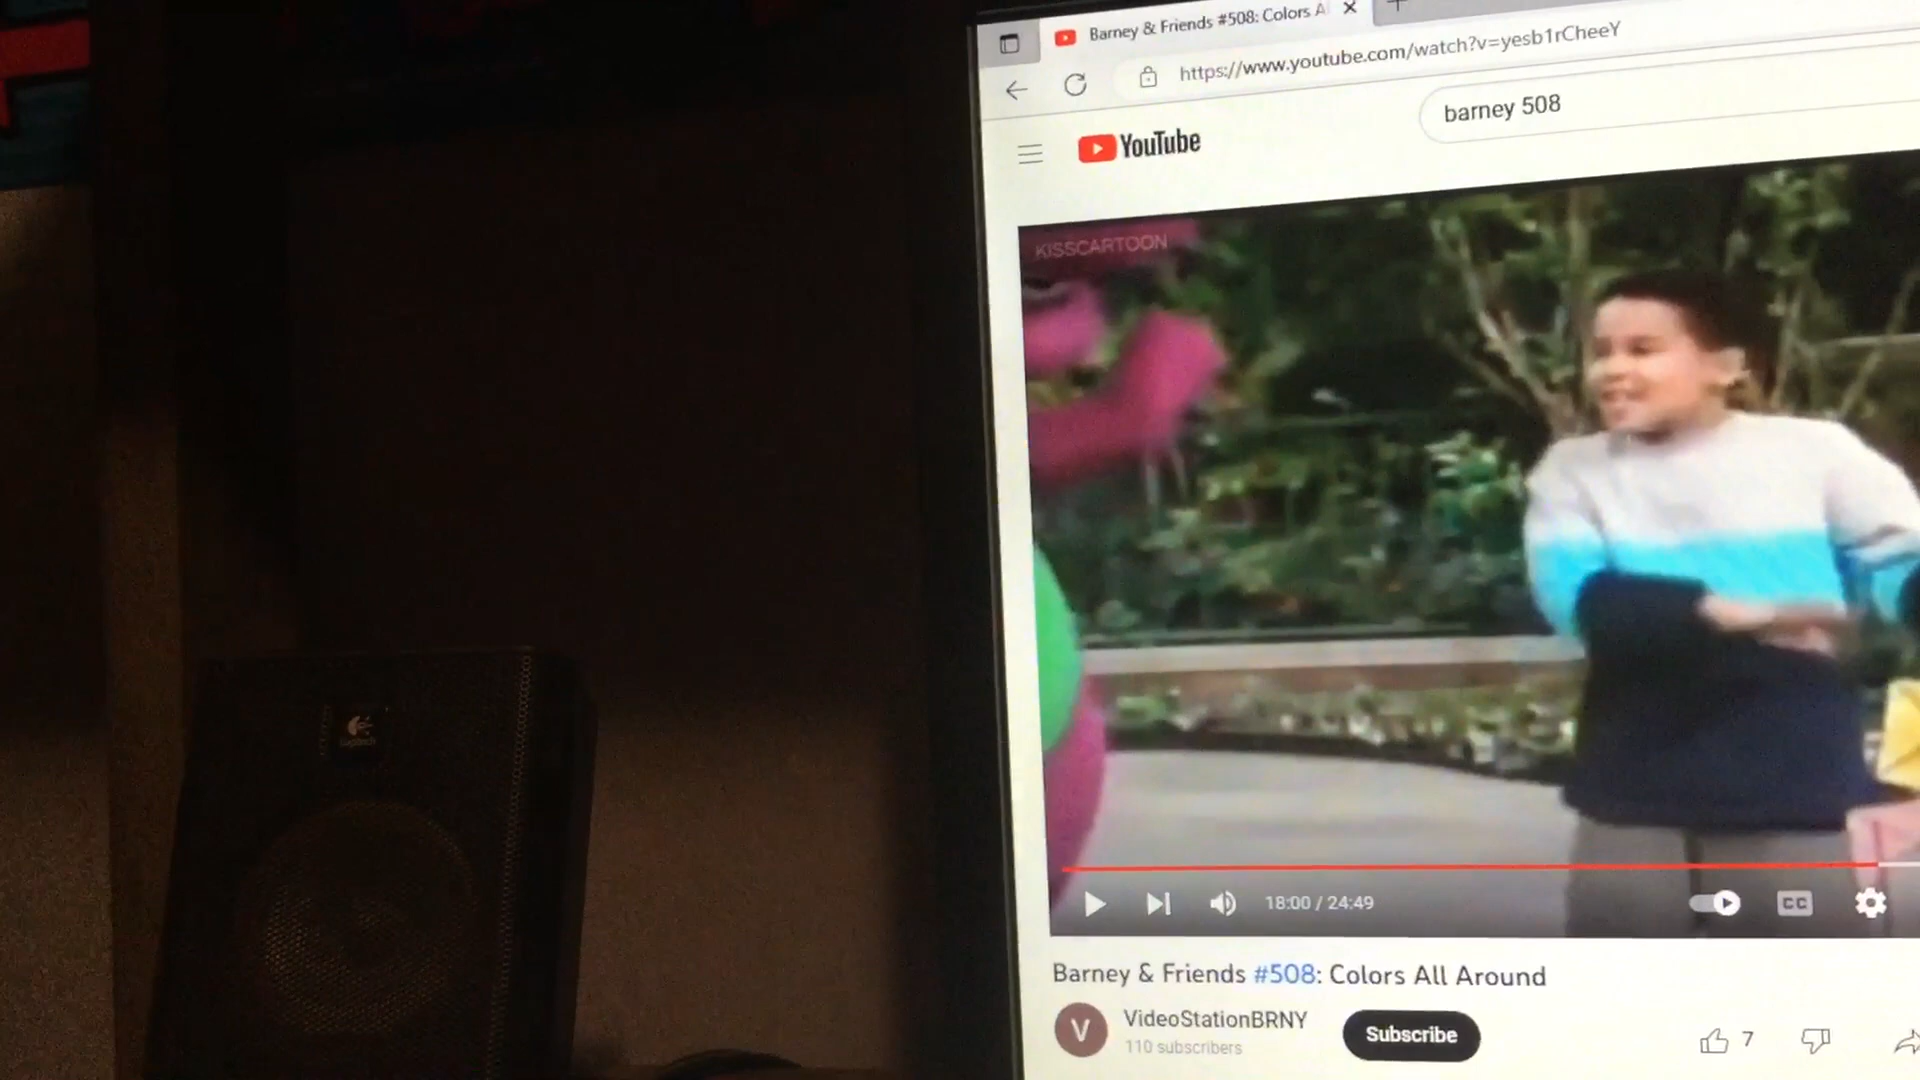 Barney & Friends #508: Colors A
https://www.youtube.com/watch?v=yesb1rCheeY
YouTube
barney 508
KISSCARTOON
Logitech
18:00 / 24:49
CC
Barney & Friends #508: Colors All Around
V
VideoStationBRNY
110 subscribers
Subscribe
7